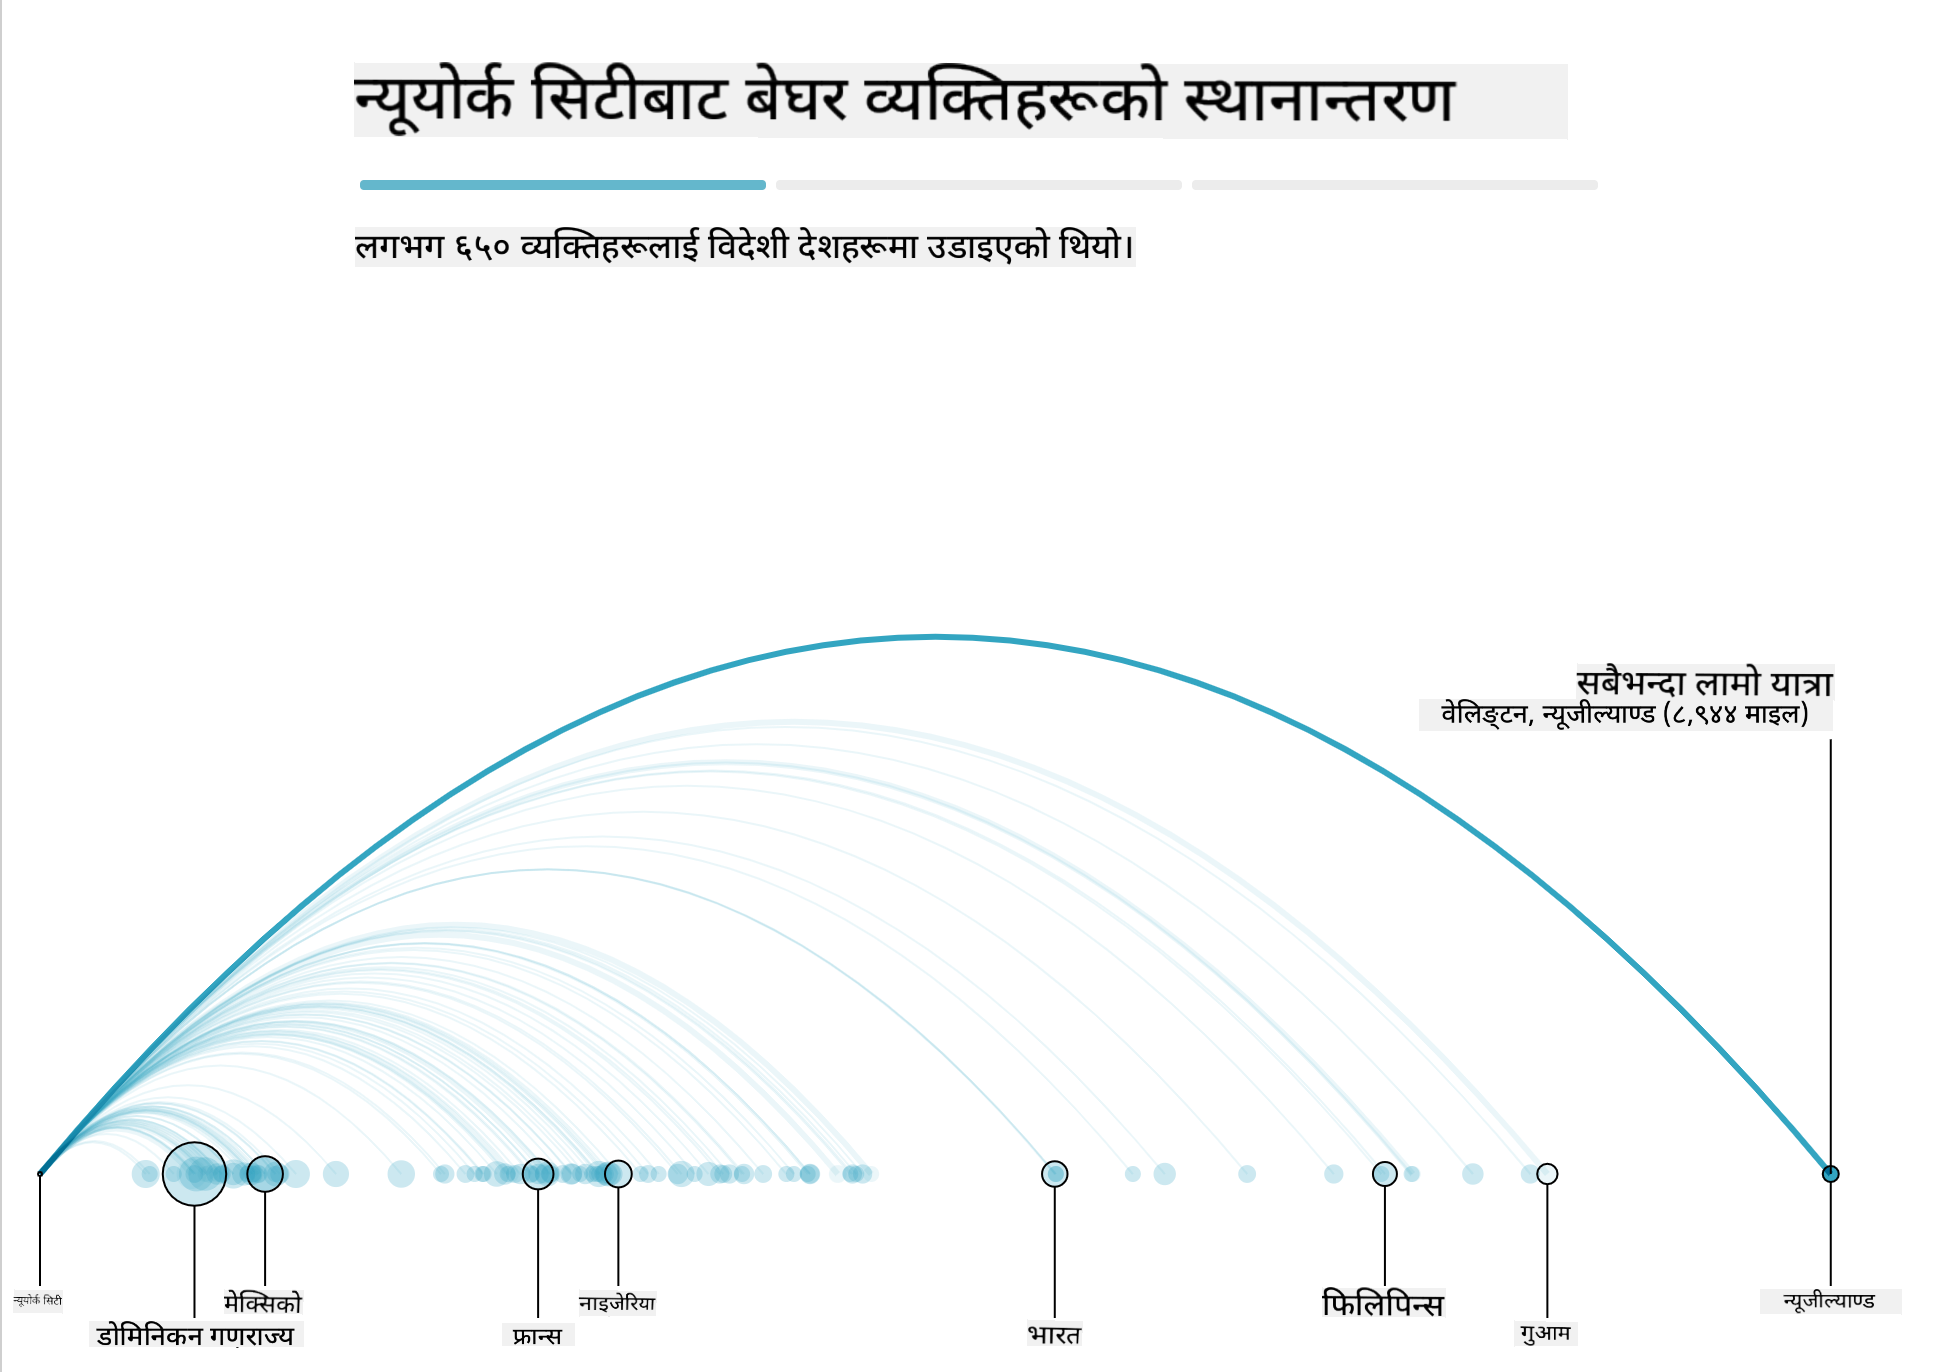 न्यूयोर्क सिटीबाट बेघर व्यक्तिहरूको स्थानान्तरण
लगभग ६५० व्यक्तिहरूलाई विदेशी देशहरूमा उडाइएको थियो।
सबैभन्दा लामो यात्रा
वेलिङ्टन, न्यूजील्याण्ड (८,९४४ माइल)
न्यूयोर्क सिटी
मेक्सिको
डोमिनिकन गणराज्य
फ्रान्स
नाइजेरिया
भारत
फिलिपिन्स
गुआम
न्यूजील्याण्ड